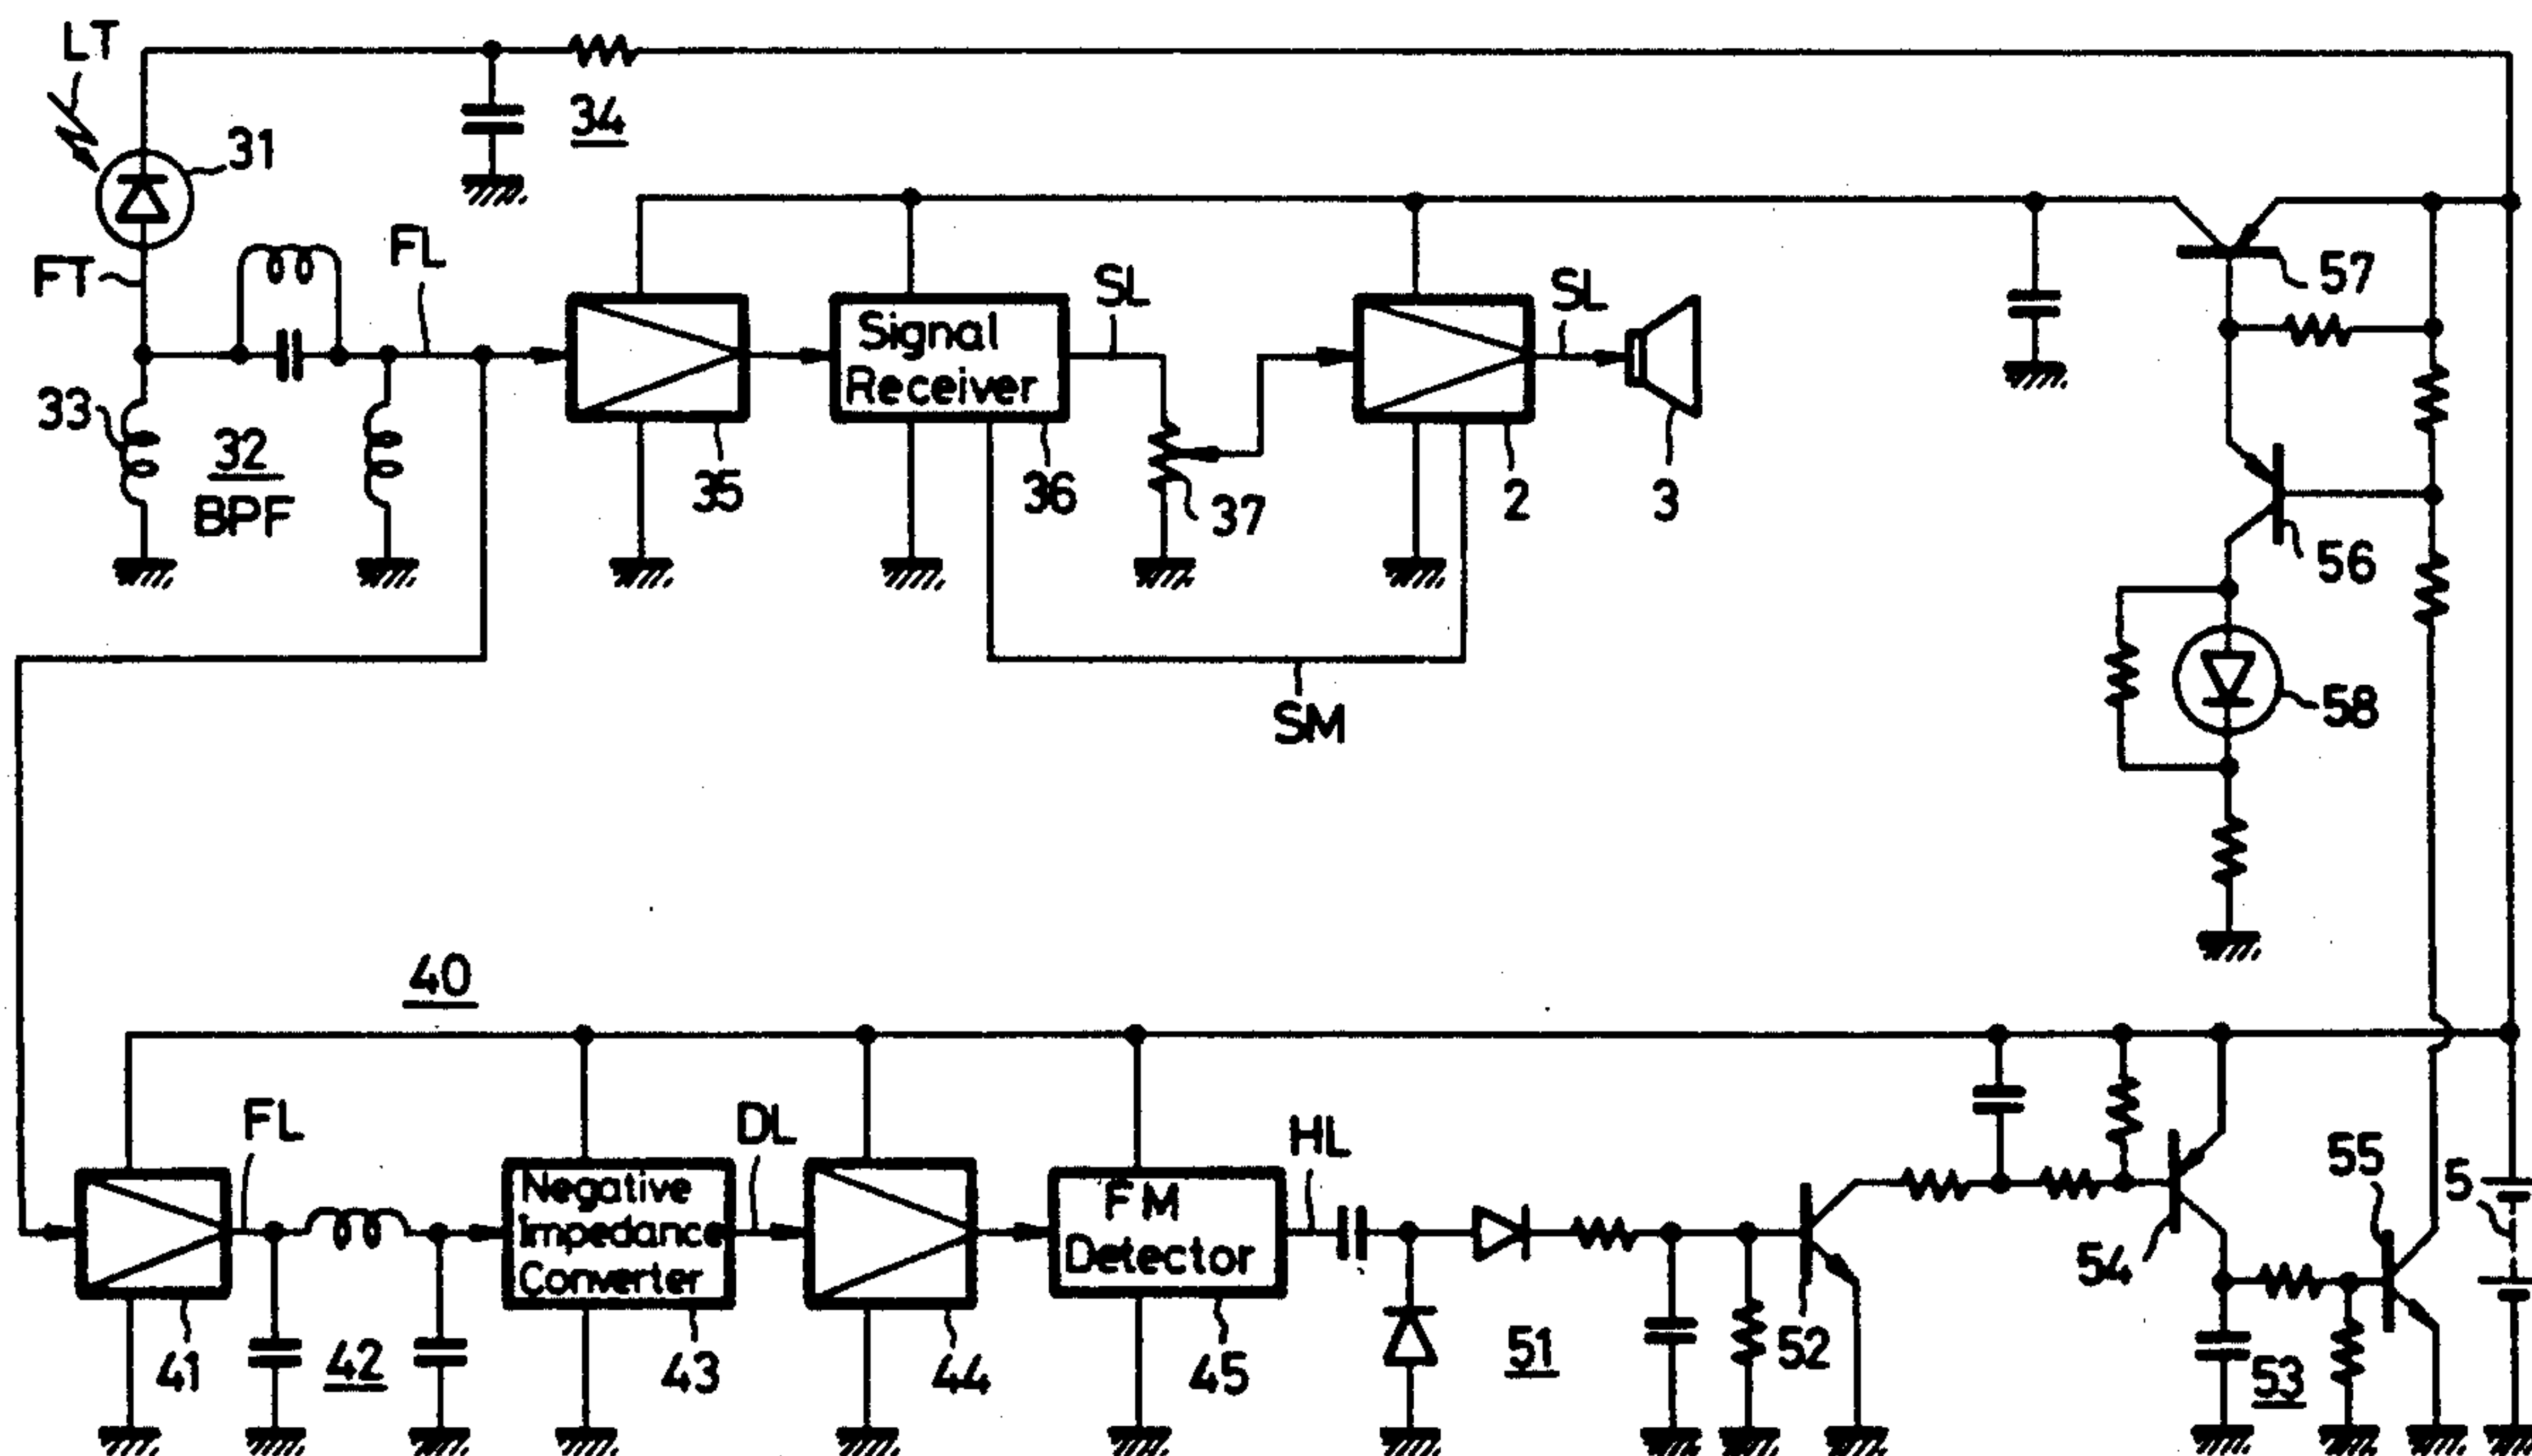 LT
31
34
FT
FL
33
32
BPF
35
Signal
Receiver
36
SL
37
2
SL
3
SM
57
56
58
40
FL
41
42
Negative
Impedance
Converter
43
DL
44
FM
Detector
45
HL
51
52
54
53
55
5